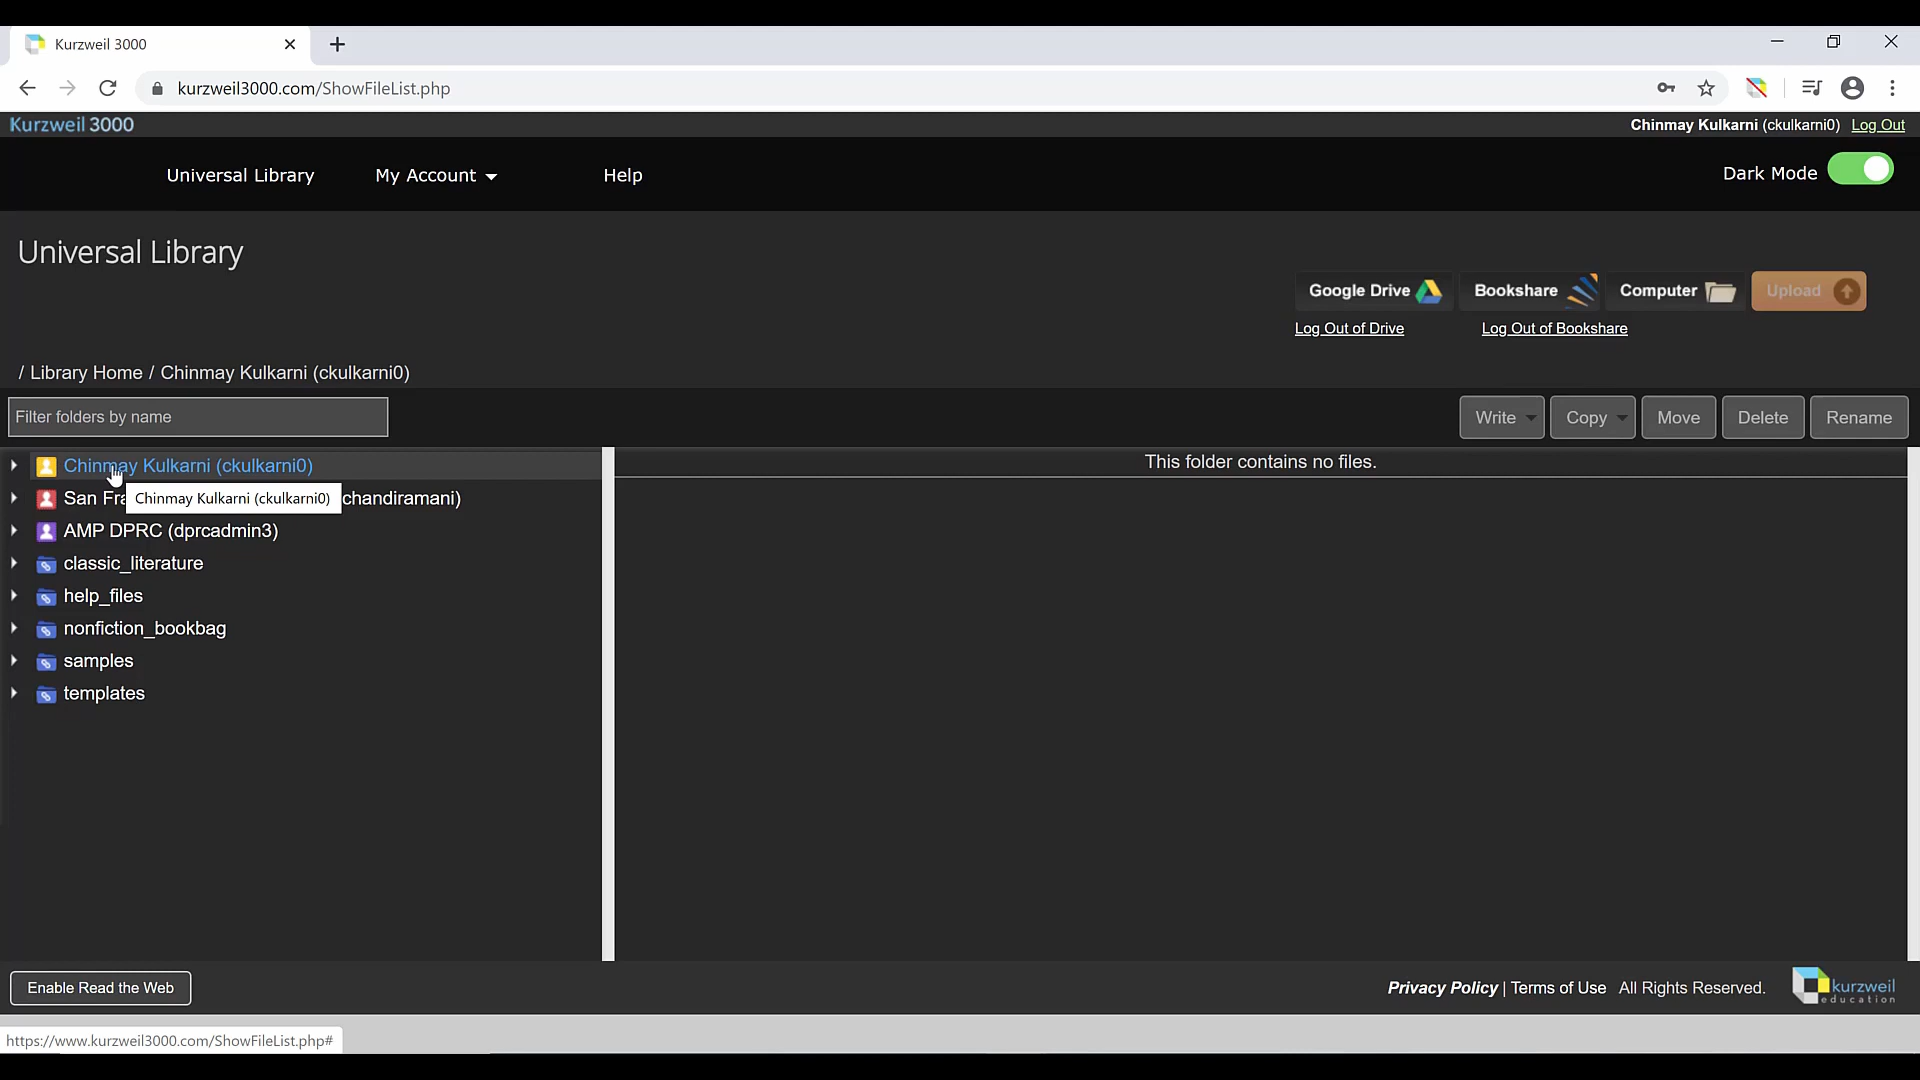 Kurzweil 3000
kurzweil3000.com/ShowFileList.php
Kurzweil 3000
Chinmay Kulkarni (ckulkarni0) Log Out
Universal Library My Account Help Dark Mode
Universal Library
Google Drive Bookshare Computer Upload
Log Out of Drive Log Out of Bookshare
/ Library Home / Chinmay Kulkarni (ckulkarni0)
Filter folders by name Write Copy Move Delete Rename
Chinmay Kulkarni (ckulkarni0)
This folder contains no files.
San Fra chandiramani)
Chinmay Kulkarni (ckulkarni0)
AMP DPRC (dprcadmin3)
classic_literature
help_files
nonfiction_bookbag
samples
templates
Enable Read the Web
Privacy Policy | Terms of Use All Rights Reserved.
kurzweil
education
https://www.kurzweil3000.com/ShowFileList.php#